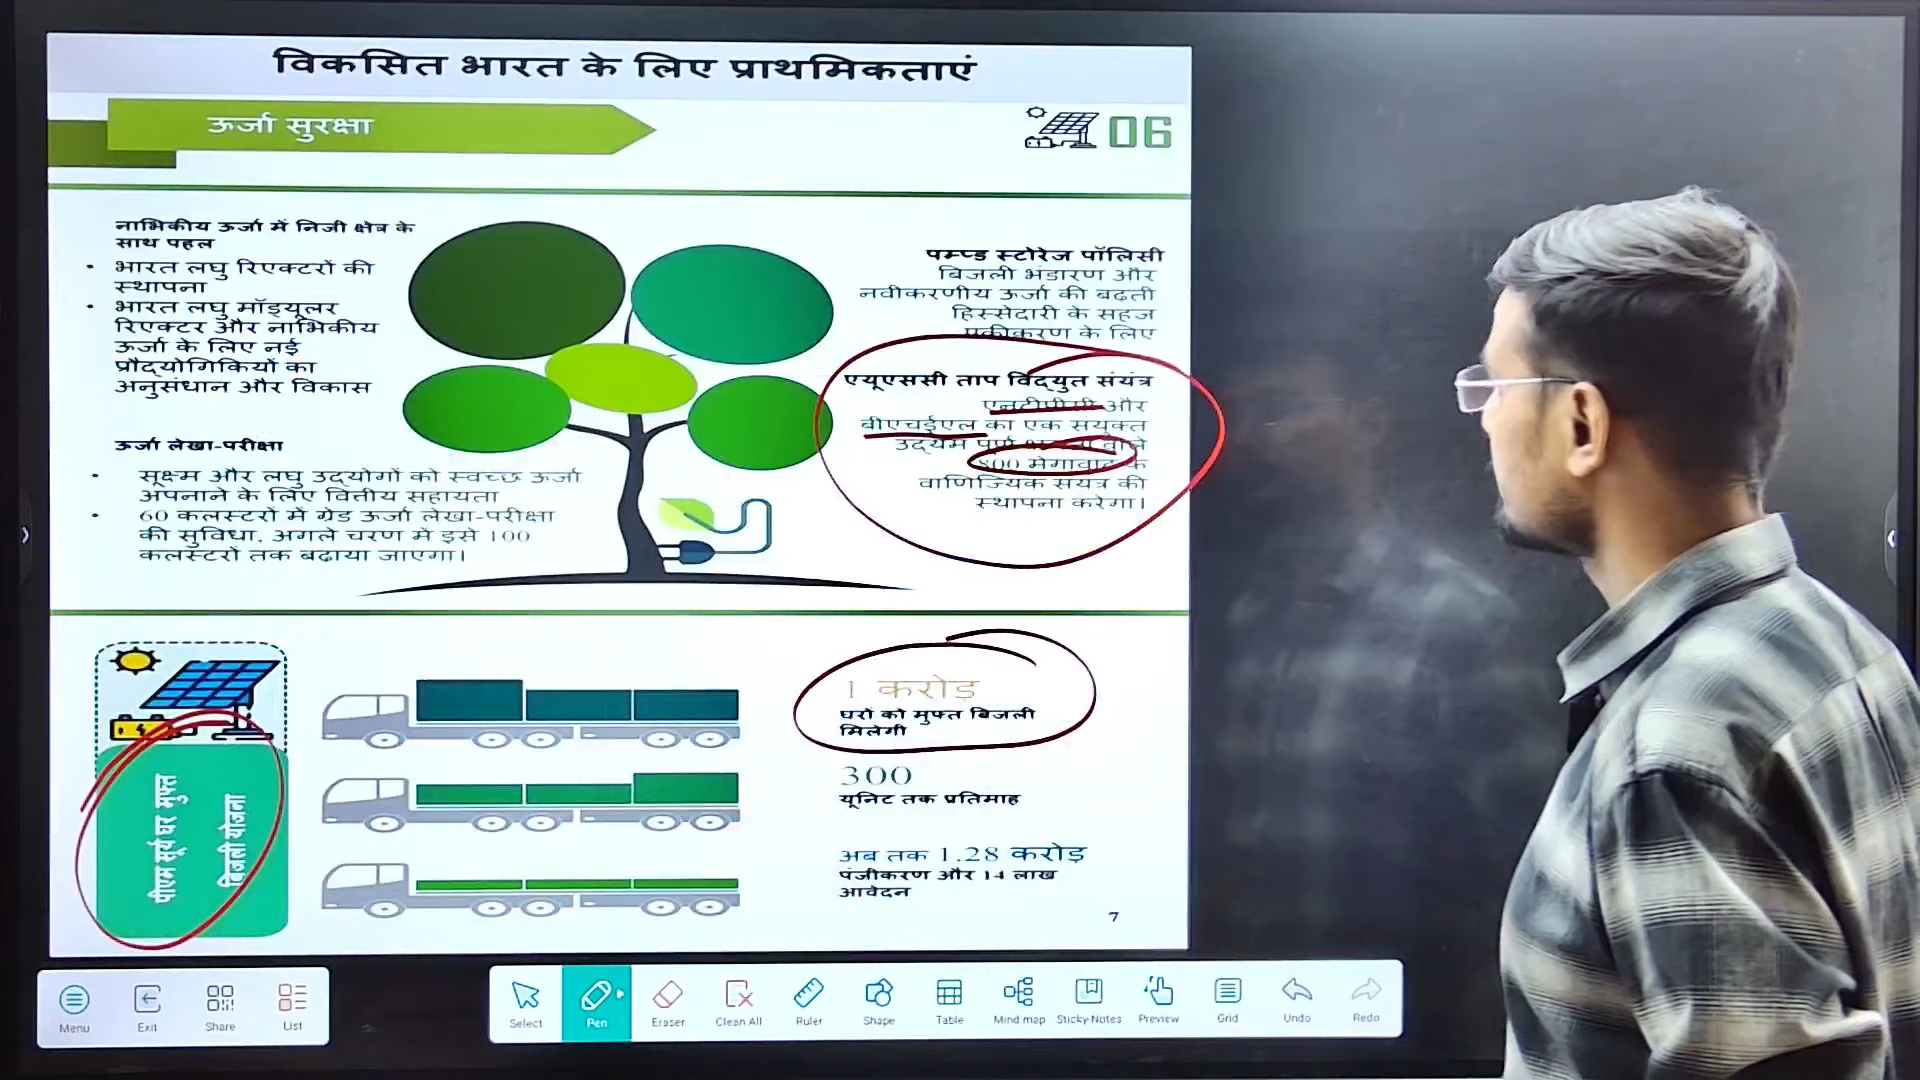 विकसित भारत के लिए प्राथमिकताएं
ऊर्जा सुरक्षा
06
नाभिकीय ऊर्जा में निजी क्षेत्र के
साथ पहल
• भारत लघु रिएक्टरों की
स्थापना
• भारत लघु मॉड्यूलर
रिएक्टर और नाभिकीय
ऊर्जा के लिए नई
प्रौद्योगिकियों का
अनुसंधान और विकास
ऊर्जा लेखा-परीक्षा
• सूक्ष्म और लघु उद्योगों को स्वच्छ ऊर्जा
अपनाने के लिए वित्तीय सहायता
• 60 कलस्टरों में ग्रेड ऊर्जा लेखा-परीक्षा
की सुविधा, अगले चरण में इसे 100
कलस्टरों तक बढ़ाया जाएगा।
पम्प्ड स्टोरेज पॉलिसी
बिजली भंडारण और
नवीकरणीय ऊर्जा की बढ़ती
हिस्सेदारी के सहज
एकीकरण के लिए
एयूएससी ताप विद्युत संयंत्र
एनटीपीसी और
बीएचईएल का एक संयुक्त
उद्यम पूर्ण वाले
800 मेगावाट के
वाणिज्यिक संयंत्र की
स्थापना करेगा।
पीएम सूर्य घर मुफ्त
बिजली योजना
1 करोड़
घरों को मुफ्त बिजली
मिलेगी
300
यूनिट तक प्रतिमाह
अब तक 1.28 करोड़
पंजीकरण और 14 लाख
आवेदन
7
Menu
Exit
Share
List
Select
Pen
Eraser
Clean All
Ruler
Shape
Table
Mind map
Sticky-Notes
Preview
Grid
Undo
Redo